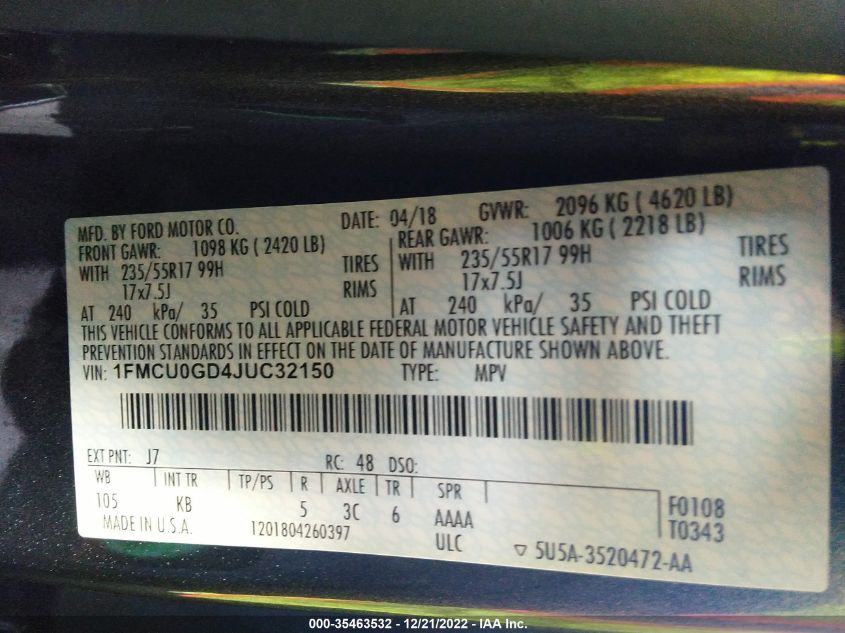 MFD. BY FORD MOTOR CO. DATE: 04/18 GVWR: 2096 KG ( 4620 LB)
FRONT GAWR: 1098 KG ( 2420 LB) REAR GAWR: 1006 KG ( 2218 LB)
WITH 235/55R17 99H TIRES WITH 235/55R17 99H TIRES
17x7.5J RIMS 17x7.5J RIMS
AT 240 kPa/ 35 PSI COLD AT 240 kPa/ 35 PSI COLD
THIS VEHICLE CONFORMS TO ALL APPLICABLE FEDERAL MOTOR VEHICLE SAFETY AND THEFT
PREVENTION STANDARDS IN EFFECT ON THE DATE OF MANUFACTURE SHOWN ABOVE.
VIN: 1FMCU0GD4JUC32150 TYPE: MPV
EXT PNT: J7 RC: 48 DSO:
WB INT TR TP/PS R AXLE TR SPR
105 KB 5 3C 6 AAAA F0108
MADE IN U.S.A. 1201804260397 ULC T0343
▽ 5U5A-3520472-AA
000-35463532 - 12/21/2022 - IAA Inc.